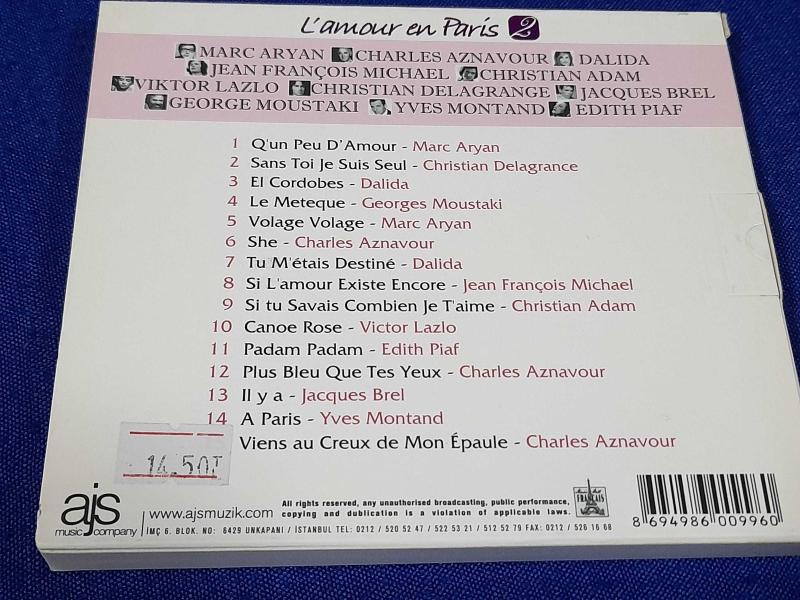 L'amour en Paris 2
MARC ARYAN CHARLES AZNAVOUR DALIDA
JEAN FRANÇOIS MICHAEL CHRISTIAN ADAM
VIKTOR LAZLO CHRISTIAN DELAGRANGE JACQUES BREL
GEORGE MOUSTAKI YVES MONTAND EDITH PIAF
1 Q'un Peu D'Amour - Marc Aryan
2 Sans Toi Je Suis Seul - Christian Delagrance
3 El Cordobes - Dalida
4 Le Meteque - Georges Moustaki
5 Volage Volage - Marc Aryan
6 She - Charles Aznavour
7 Tu M'étais Destiné - Dalida
8 Si L'amour Existe Encore - Jean François Michael
9 Si tu Savais Combien Je T'aime - Christian Adam
10 Canoe Rose - Victor Lazlo
11 Padam Padam - Edith Piaf
12 Plus Bleu Que Tes Yeux - Charles Aznavour
13 Il y a - Jacques Brel
14 A Paris - Yves Montand
Viens au Creux de Mon Épaule - Charles Aznavour
14.50T
ajs
music company
www.ajsmuzik.com
All rights reserved, any unauthorised broadcasting, public performance,
copying and dublication is a violation of applicable laws.
İMÇ 6. BLOK. NO: 6429 UNKAPANI / İSTANBUL TEL: 0212 / 520 52 47 / 522 53 21 / 512 52 79 FAX: 0212 / 526 16 68
FRANÇAIS
8 694986 009960